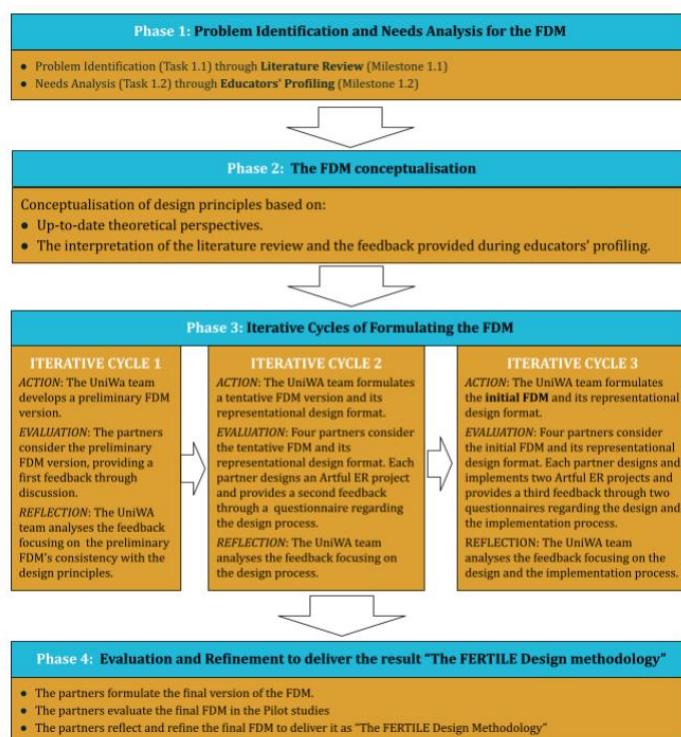 Phase 1: Problem Identification and Needs Analysis for the FDM
• Problem Identification (Task 1.1) through Literature Review (Milestone 1.1)
• Needs Analysis (Task 1.2) through Educators' Profiling (Milestone 1.2)
Phase 2: The FDM conceptualisation
Conceptualisation of design principles based on:
• Up-to-date theoretical perspectives.
• The interpretation of the literature review and the feedback provided during educators' profiling.
Phase 3: Iterative Cycles of Formulating the FDM
ITERATIVE CYCLE 1
ACTION: The UniWa team
develops a preliminary FDM
version.
EVALUATION: The partners
consider the preliminary
FDM version, providing a
first feedback through
discussion.
REFLECTION: The UniWA
team analyses the feedback
focusing on the preliminary
FDM's consistency with the
design principles.
ITERATIVE CYCLE 2
ACTION: The UniWA team formulates
a tentative FDM version and its
representational design format.
EVALUATION: Four partners consider
the tentative FDM and its
representational design format. Each
partner designs an Artful ER project
and provides a second feedback
through a questionnaire regarding
the design process.
REFLECTION: The UniWA team
analyses the feedback focusing on
the design process.
ITERATIVE CYCLE 3
ACTION: The UniWA team formulates
the initial FDM and its representational
design format.
EVALUATION: Four partners consider
the initial FDM and its representational
design format. Each partner designs and
implements two Artful ER projects and
provides a third feedback through two
questionnaires regarding the design and
the implementation process.
REFLECTION: The UniWA team
analyses the feedback focusing on the
design and the implementation process.
Phase 4: Evaluation and Refinement to deliver the result "The FERTILE Design methodology"
• The partners formulate the final version of the FDM.
• The partners evaluate the final FDM in the Pilot studies
• The partners reflect and refine the final FDM to deliver it as "The FERTILE Design Methodology"